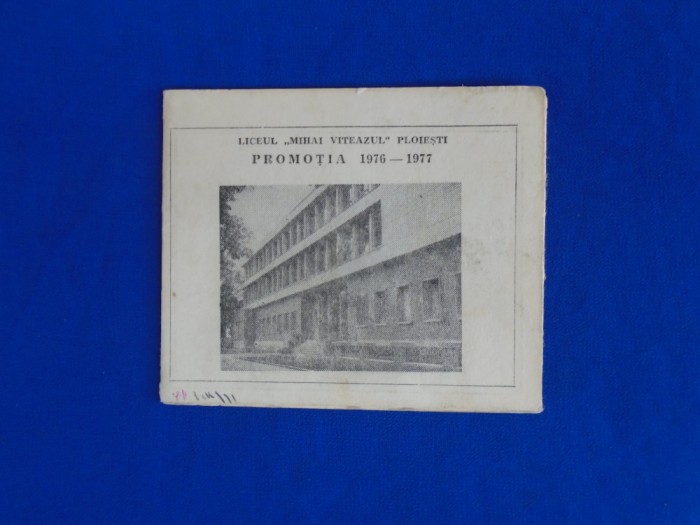 LICEUL „MIHAI VITEAZUL“ PLOIEȘTI
PROMOȚIA 1976 — 1977